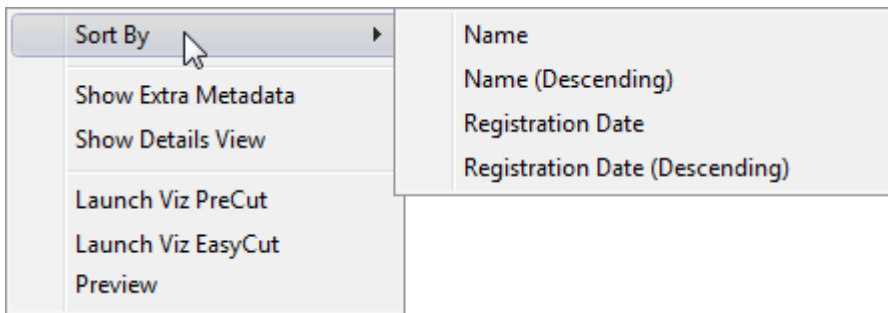 Sort By
Show Extra Metadata
Show Details View
Launch Viz PreCut
Launch Viz EasyCut
Preview
Name
Name (Descending)
Registration Date
Registration Date (Descending)